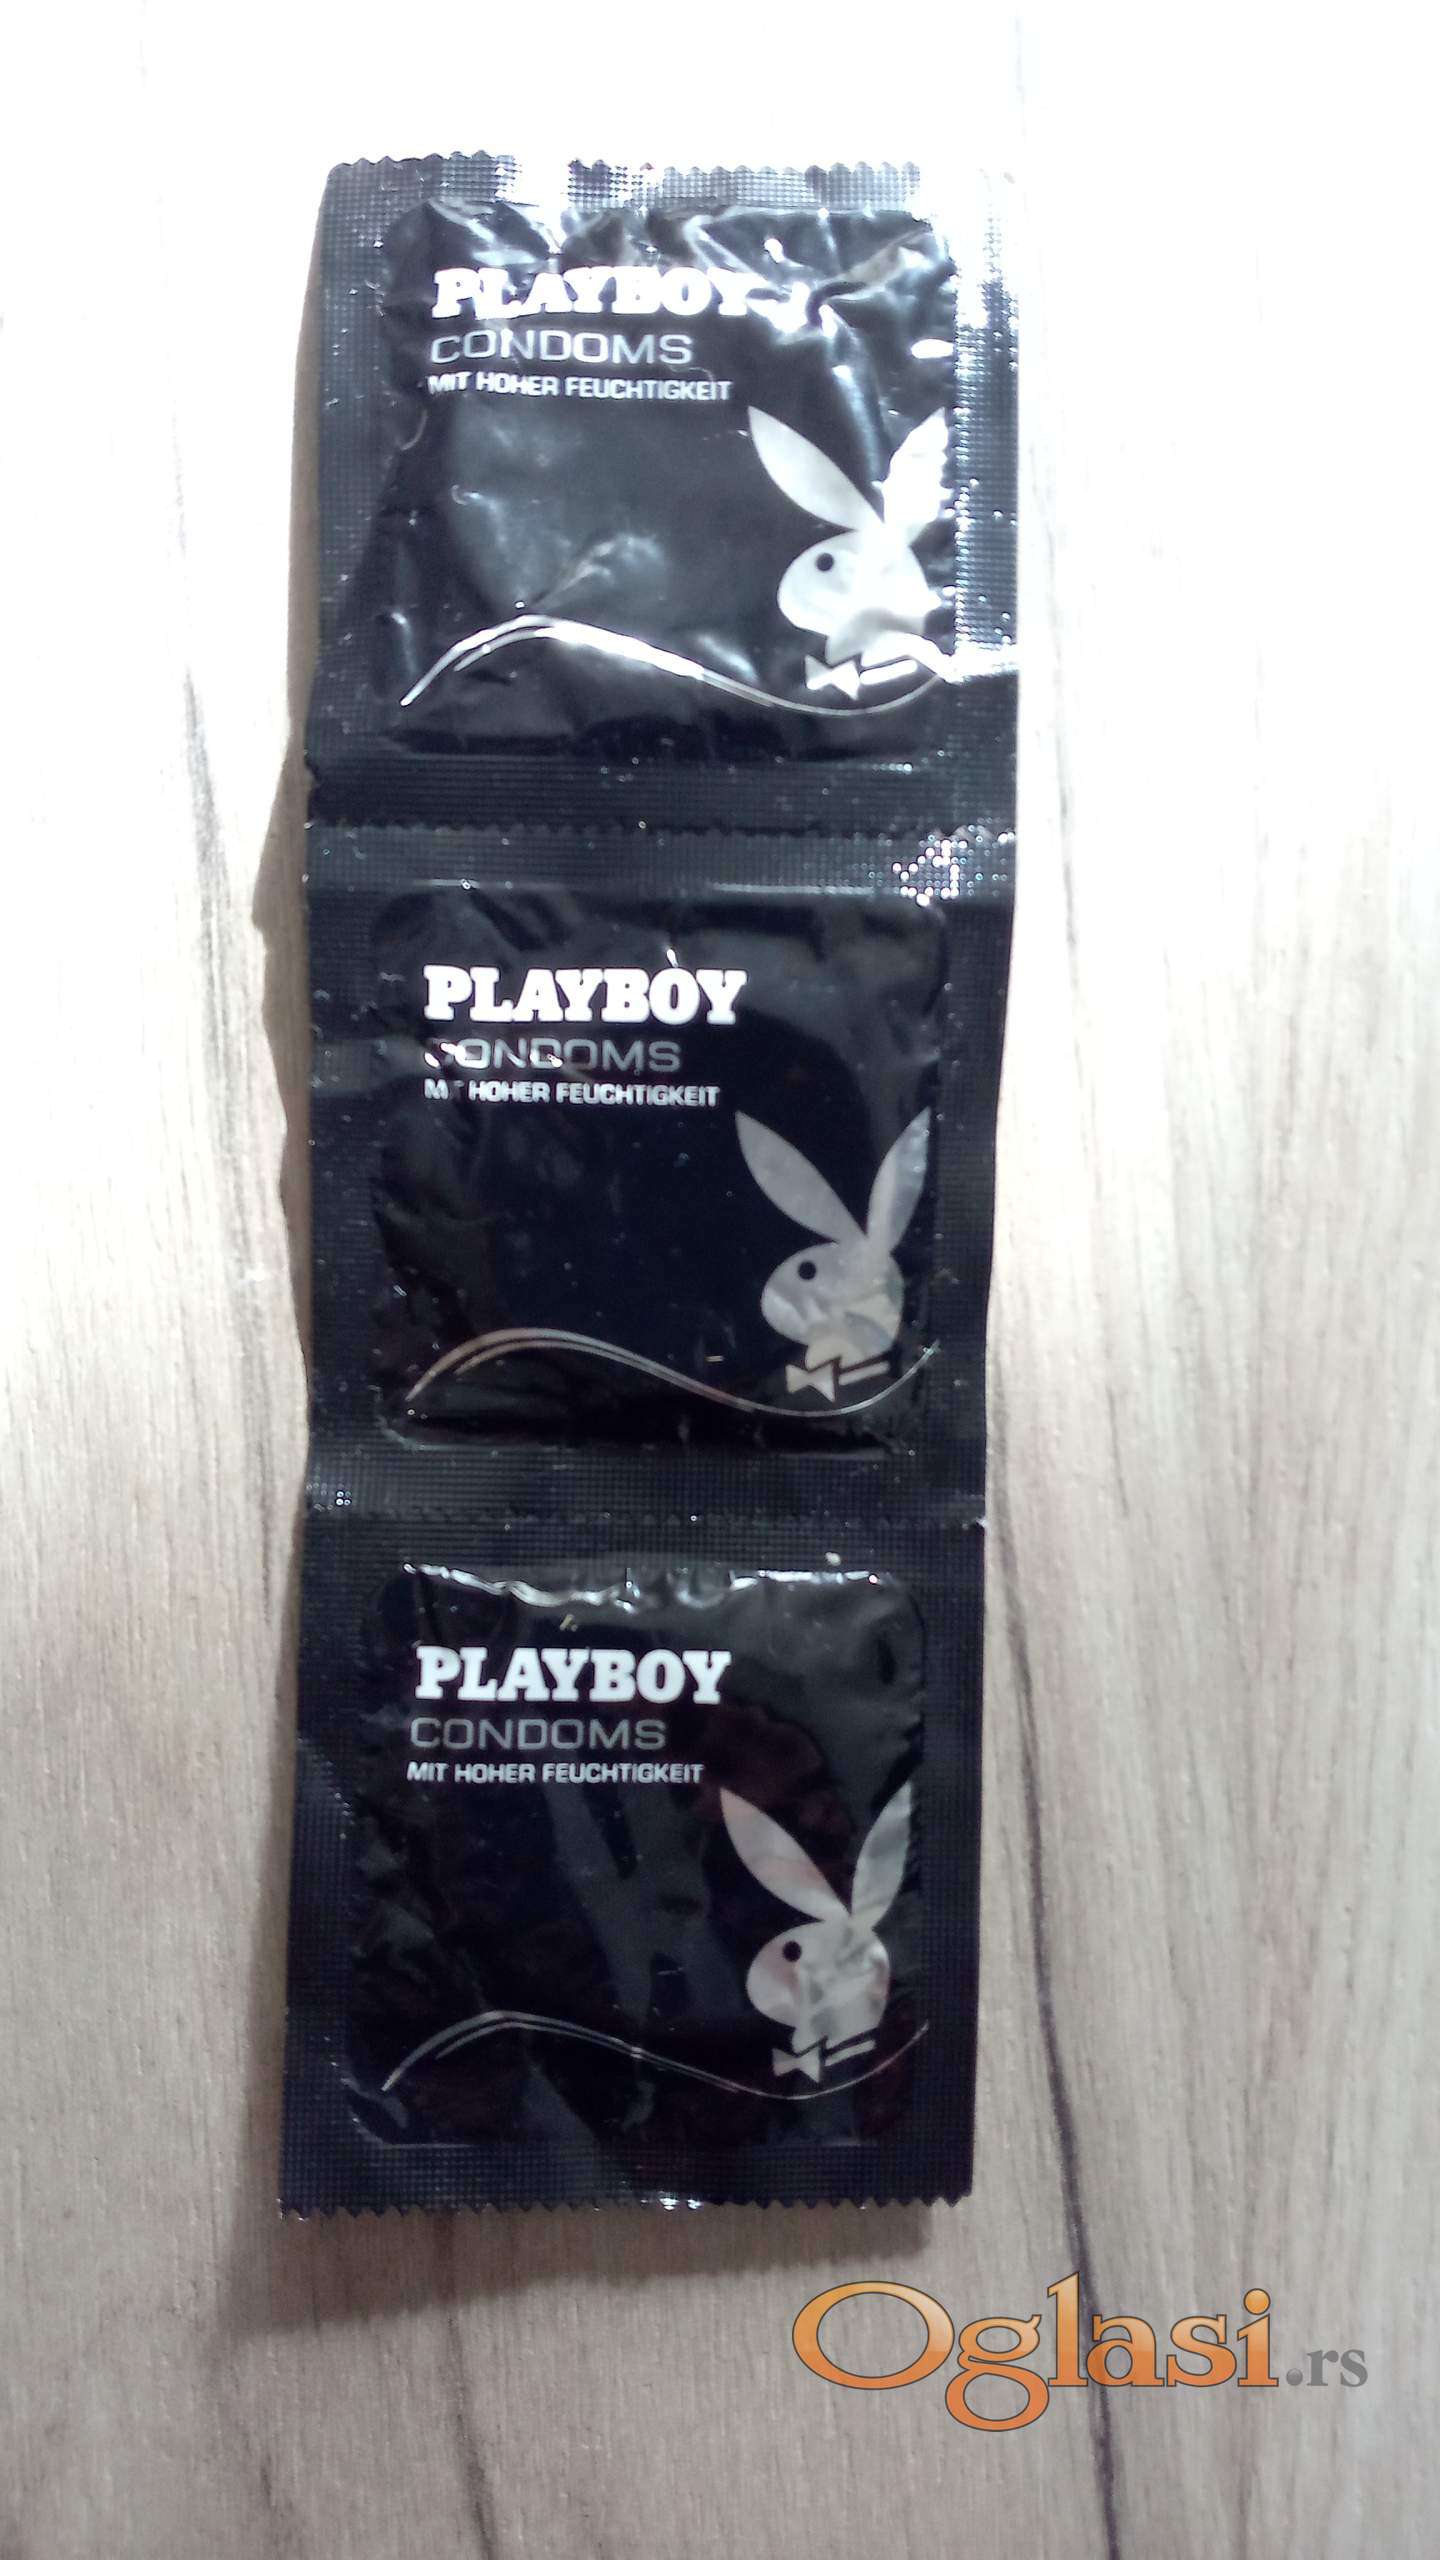 PLAYBOY
CONDOMS
MIT HOHER FEUCHTIGKEIT
PLAYBOY
CONDOMS
MIT HOHER FEUCHTIGKEIT
PLAYBOY
CONDOMS
MIT HOHER FEUCHTIGKEIT
Oglasi.rs